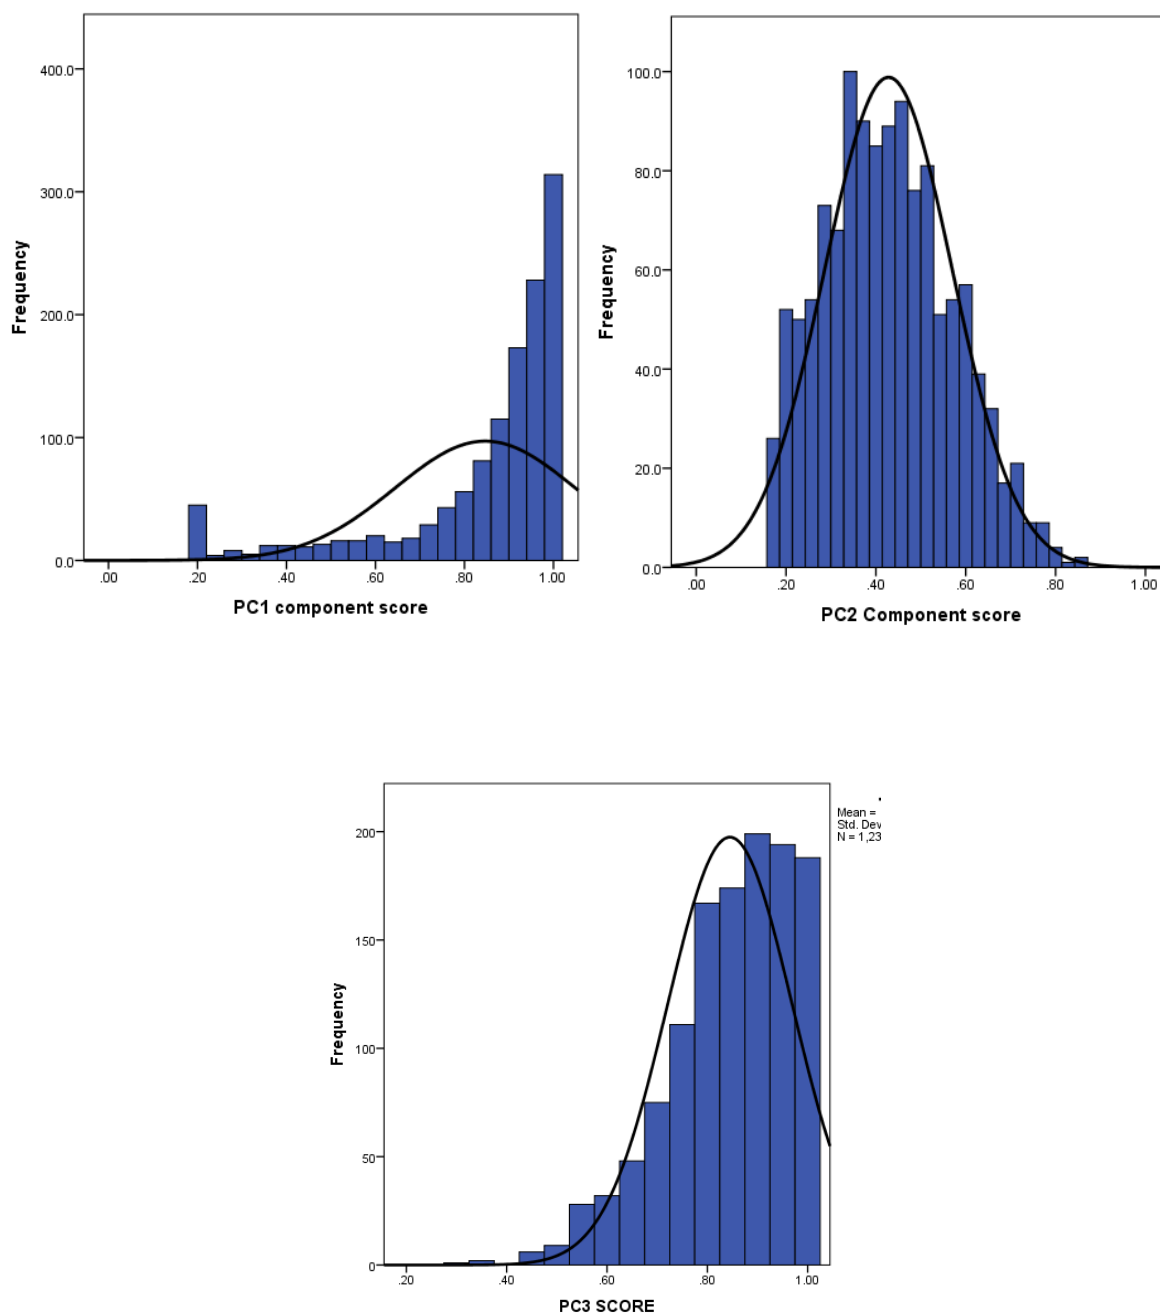 400.0
300.0
200.0
100.0
0.0
Frequency
.00 .20 .40 .60 .80 1.00
PC1 component score
100.0
80.0
60.0
40.0
20.0
0.0
Frequency
.00 .20 .40 .60 .80 1.00
PC2 Component score
200
150
100
50
0
Frequency
.20 .40 .60 .80 1.00
PC3 SCORE
Mean =
Std. Dev
N = 1,23